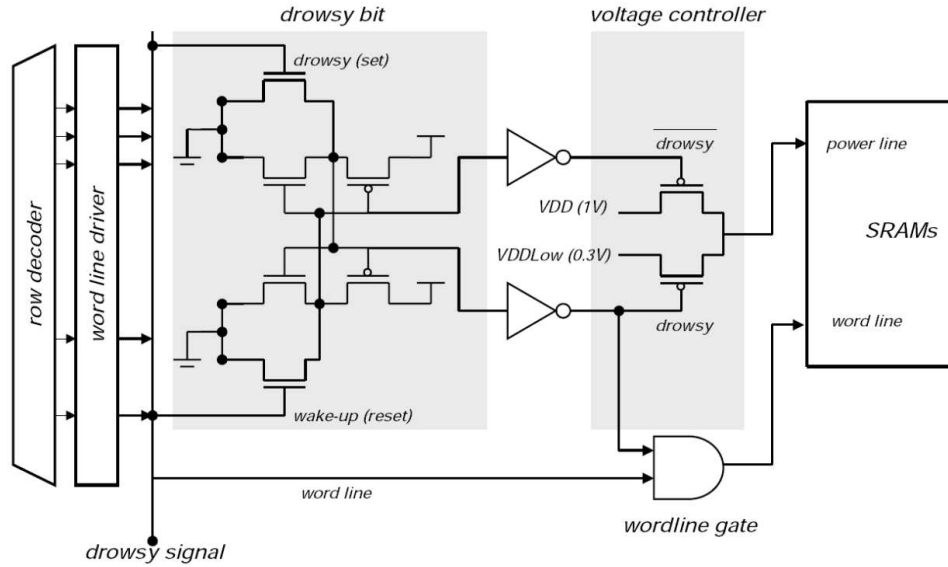 drowsy bit
voltage controller
drowsy (set)
drowsy
power line
row decoder
word line driver
VDD (1V)
SRAMs
VDDLow (0.3V)
drowsy
word line
wake-up (reset)
word line
wordline gate
drowsy signal